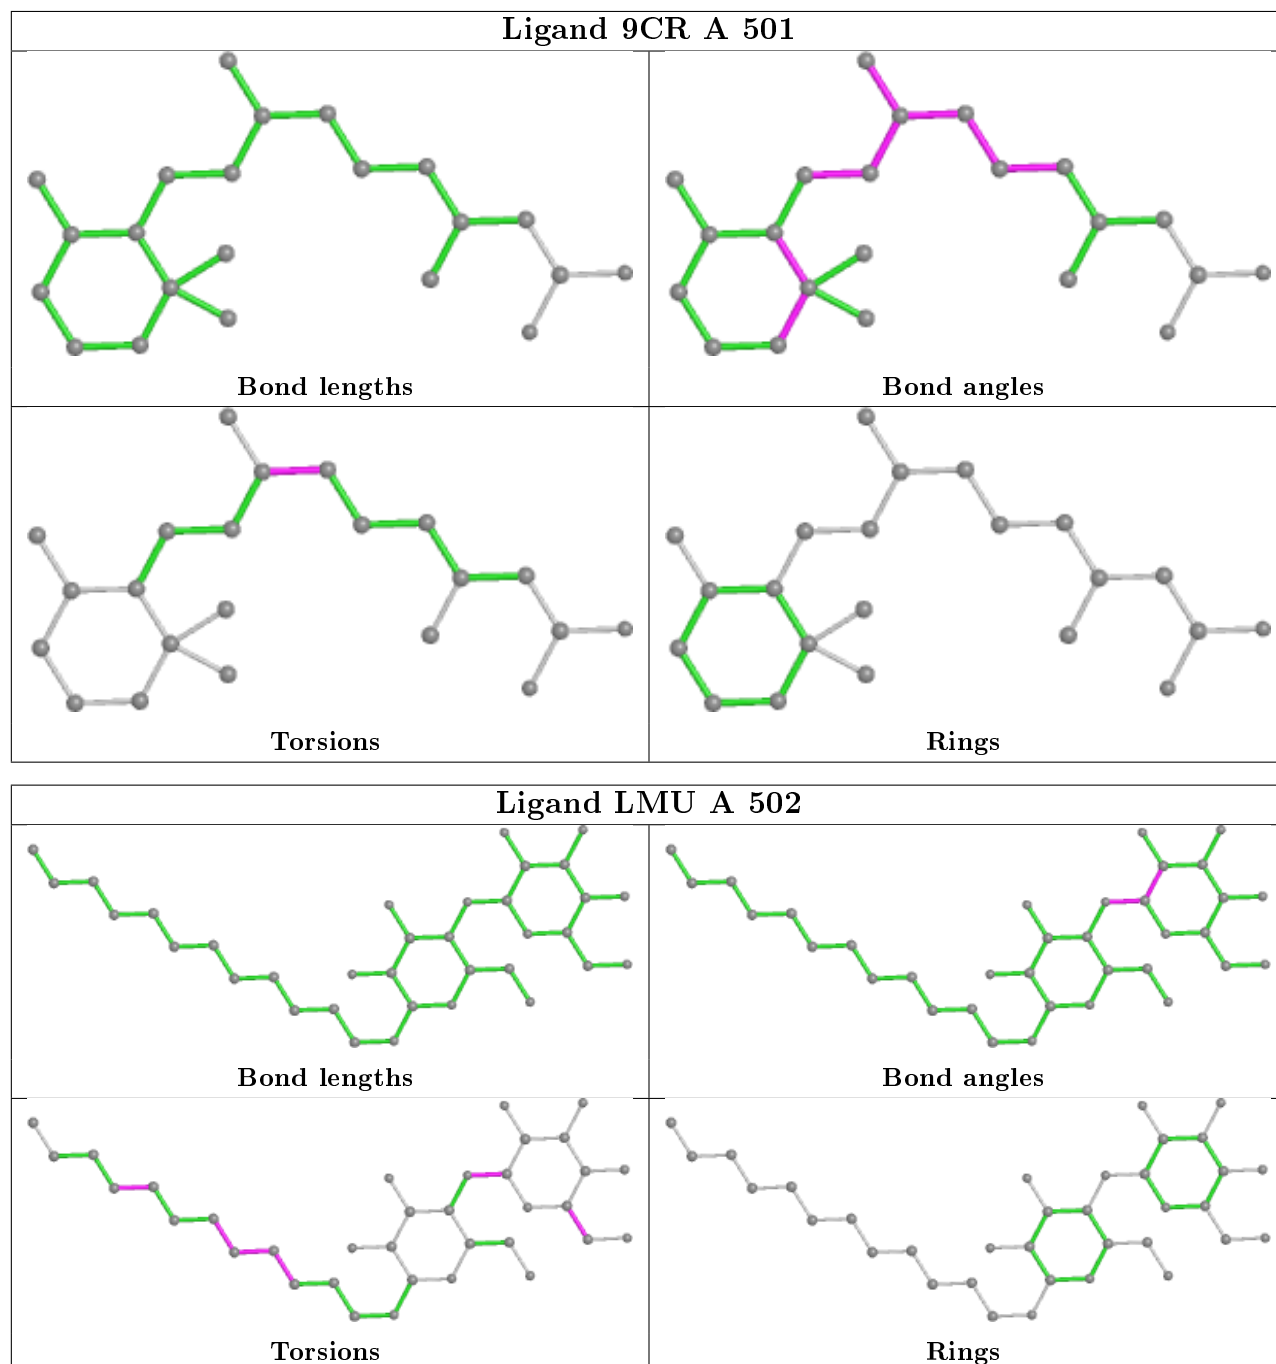 Ligand 9CR A 501
Bond lengths
Bond angles
Torsions
Rings
Ligand LMU A 502
Bond lengths
Bond angles
Torsions
Rings